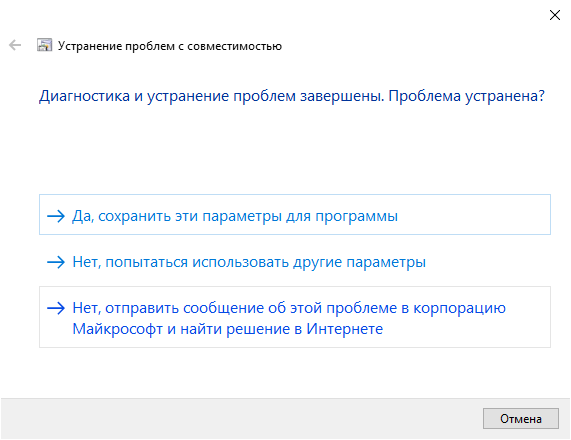 Устранение проблем с совместимостью
Диагностика и устранение проблем завершены. Проблема устранена?
Да, сохранить эти параметры для программы
Нет, попытаться использовать другие параметры
Нет, отправить сообщение об этой проблеме в корпорацию
Майкрософт и найти решение в Интернете
Отмена